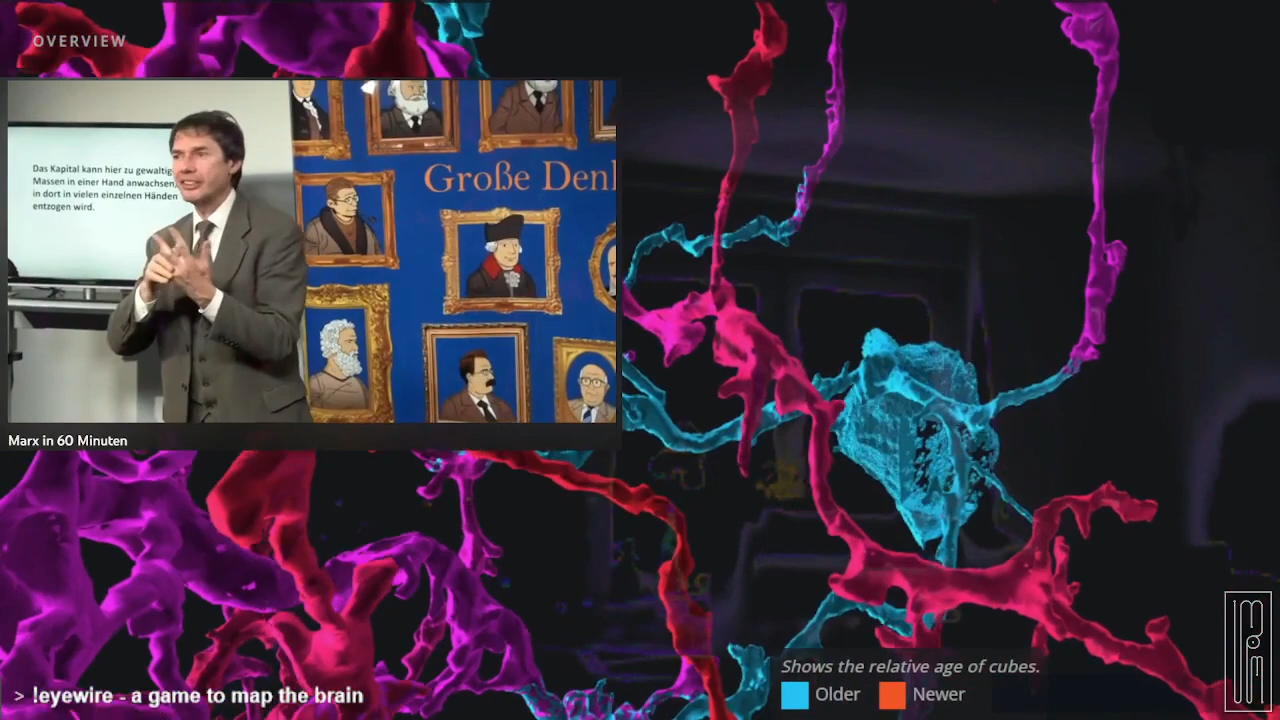 OVERVIEW
Das Kapital kann hier zu gewaltig
Massen in einer Hand anwachsen,
in dort in vielen einzelnen Händen
entzogen wird.
Große Denk
Marx in 60 Minuten
> !eyewire - a game to map the brain
Shows the relative age of cubes.
Older
Newer